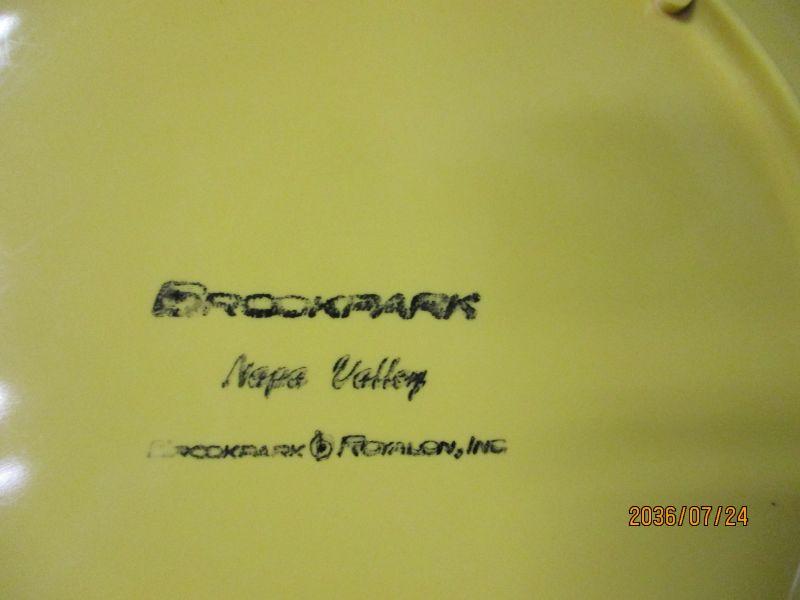 BROOKPARK
Napa Valley
BROOKPARK ROYALON, INC
2036/07/24